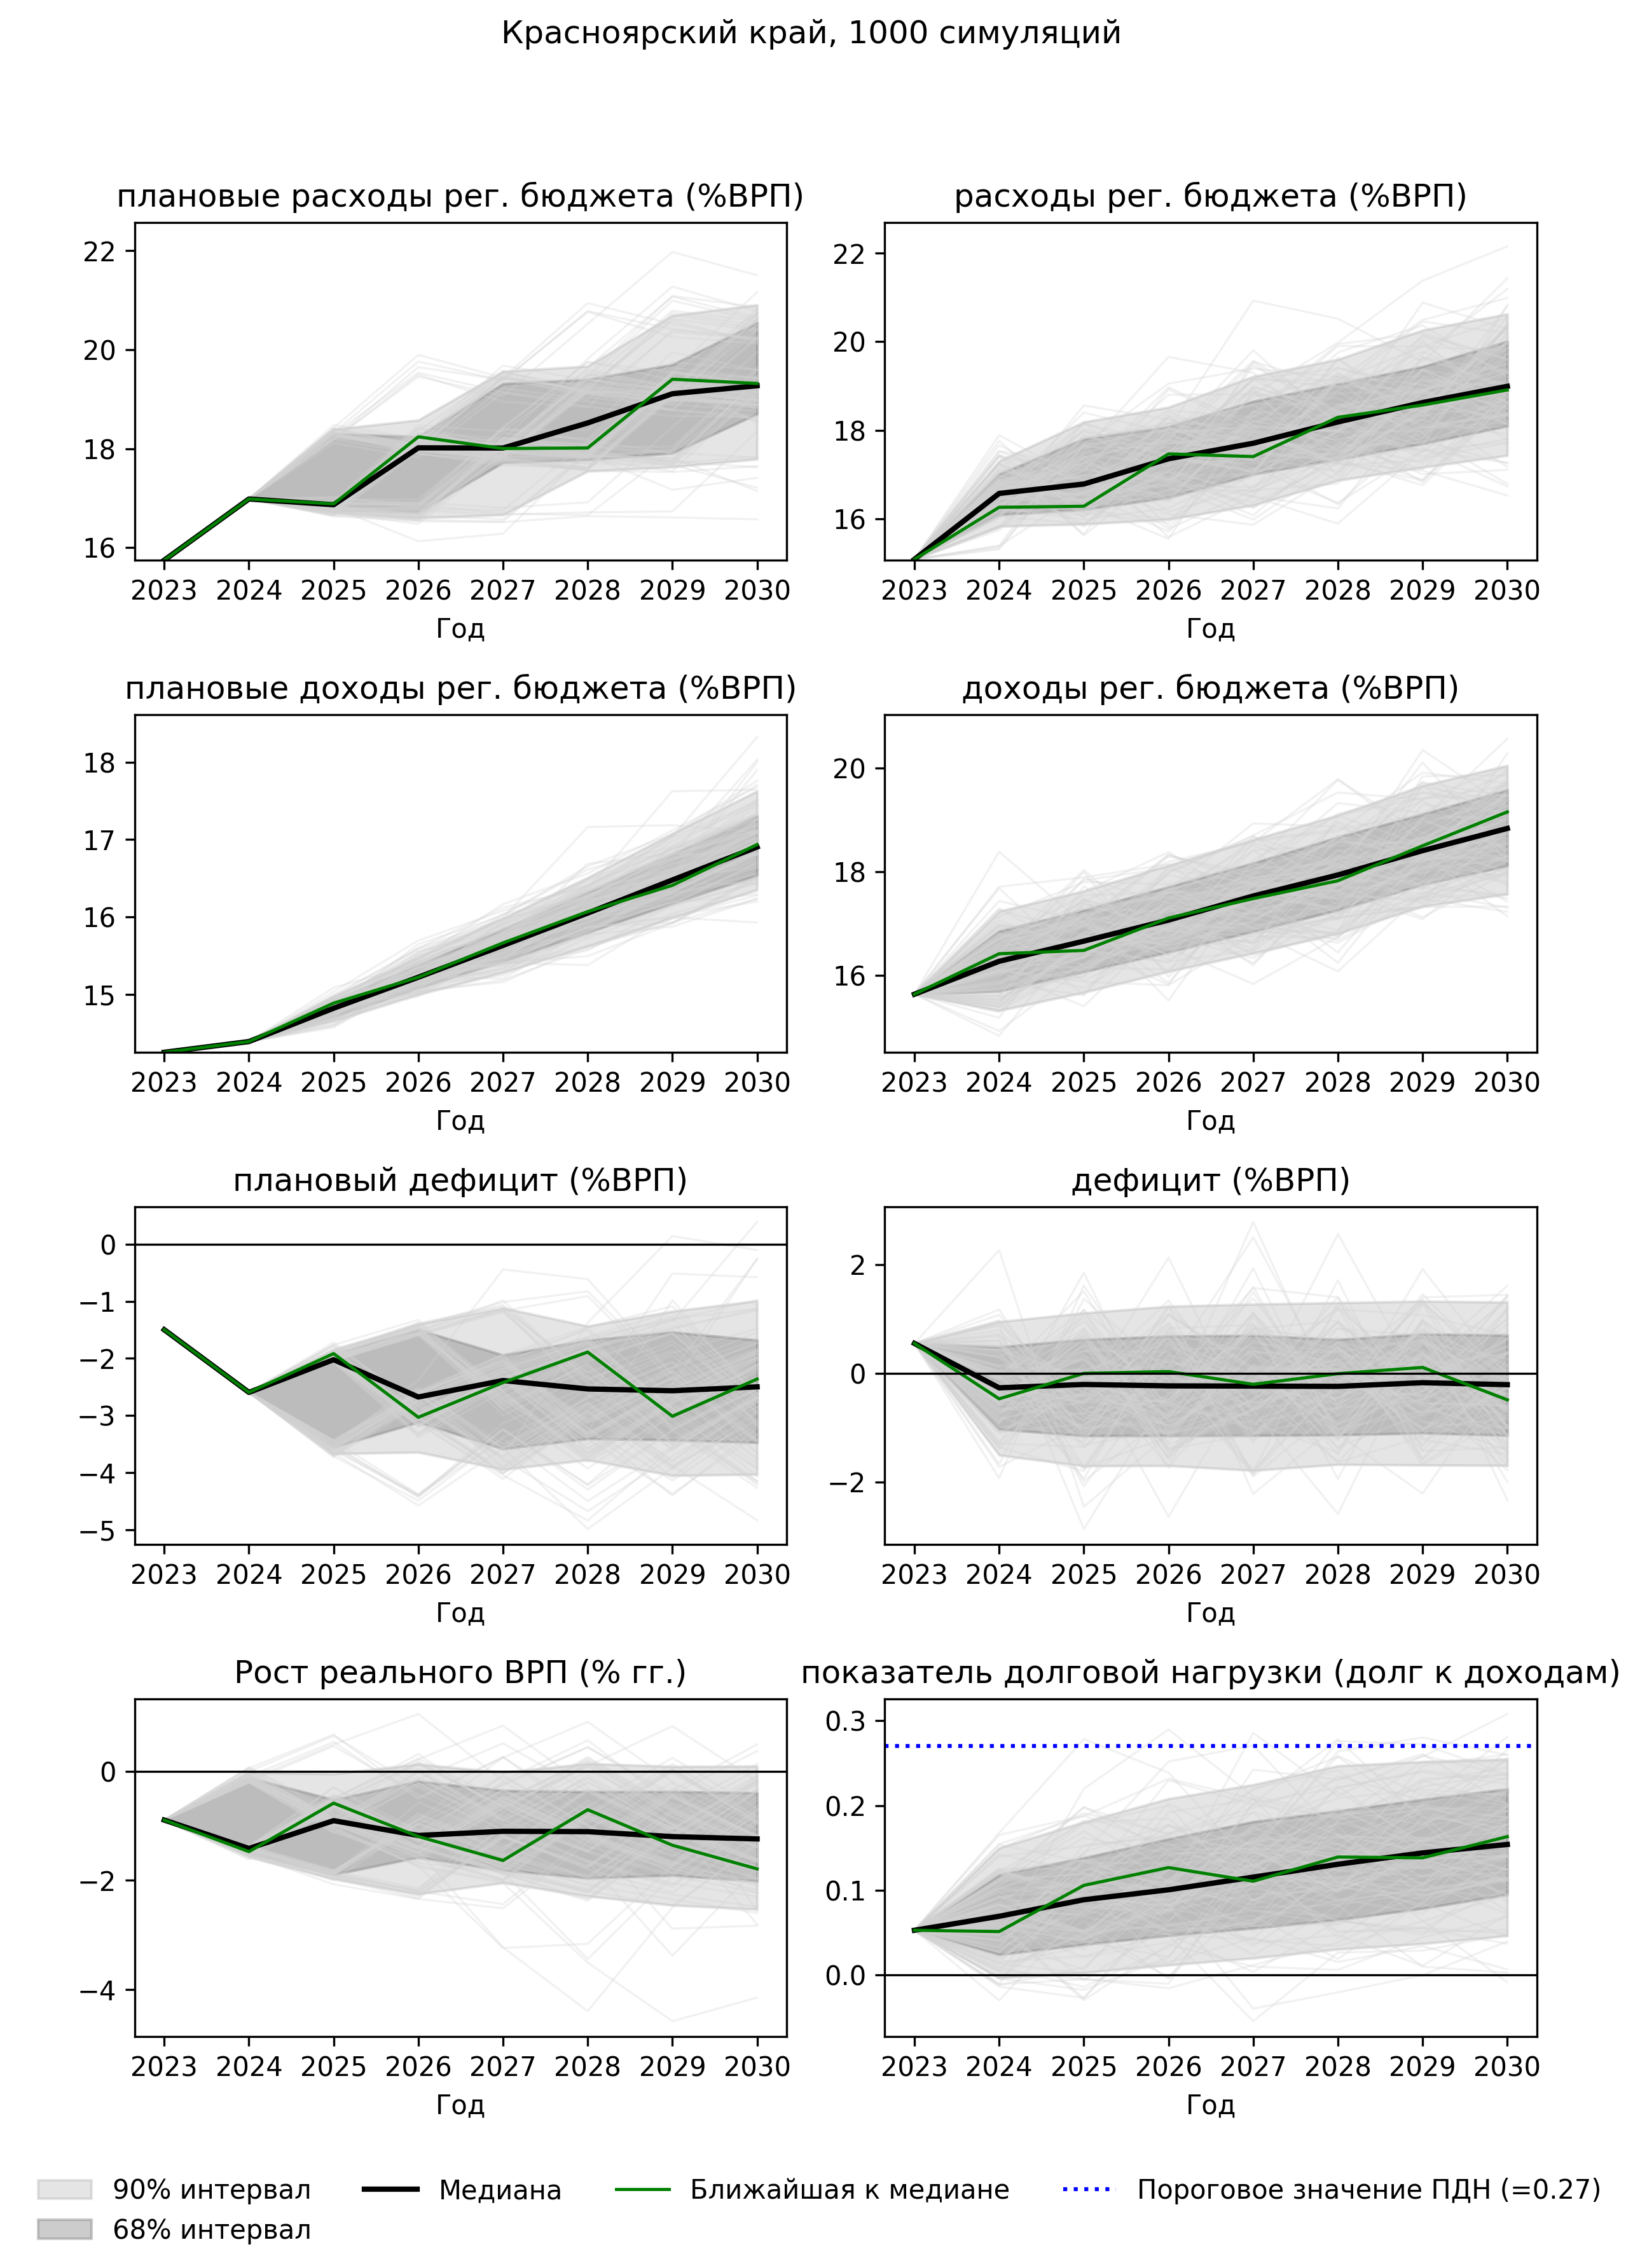 Красноярский край, 1000 симуляций
плановые расходы рег. бюджета (%ВРП)
22
20
18
16
2023 2024 2025 2026 2027 2028 2029 2030
Год
расходы рег. бюджета (%ВРП)
22
20
18
16
2023 2024 2025 2026 2027 2028 2029 2030
Год
плановые доходы рег. бюджета (%ВРП)
18
17
16
15
2023 2024 2025 2026 2027 2028 2029 2030
Год
доходы рег. бюджета (%ВРП)
20
18
16
2023 2024 2025 2026 2027 2028 2029 2030
Год
плановый дефицит (%ВРП)
0
−1
−2
−3
−4
−5
2023 2024 2025 2026 2027 2028 2029 2030
Год
дефицит (%ВРП)
2
0
−2
2023 2024 2025 2026 2027 2028 2029 2030
Год
Рост реального ВРП (% гг.)
0
−2
−4
2023 2024 2025 2026 2027 2028 2029 2030
Год
показатель долговой нагрузки (долг к доходам)
0.3
0.2
0.1
0.0
2023 2024 2025 2026 2027 2028 2029 2030
Год
90% интервал
68% интервал
Медиана
Ближайшая к медиане
Пороговое значение ПДН (=0.27)